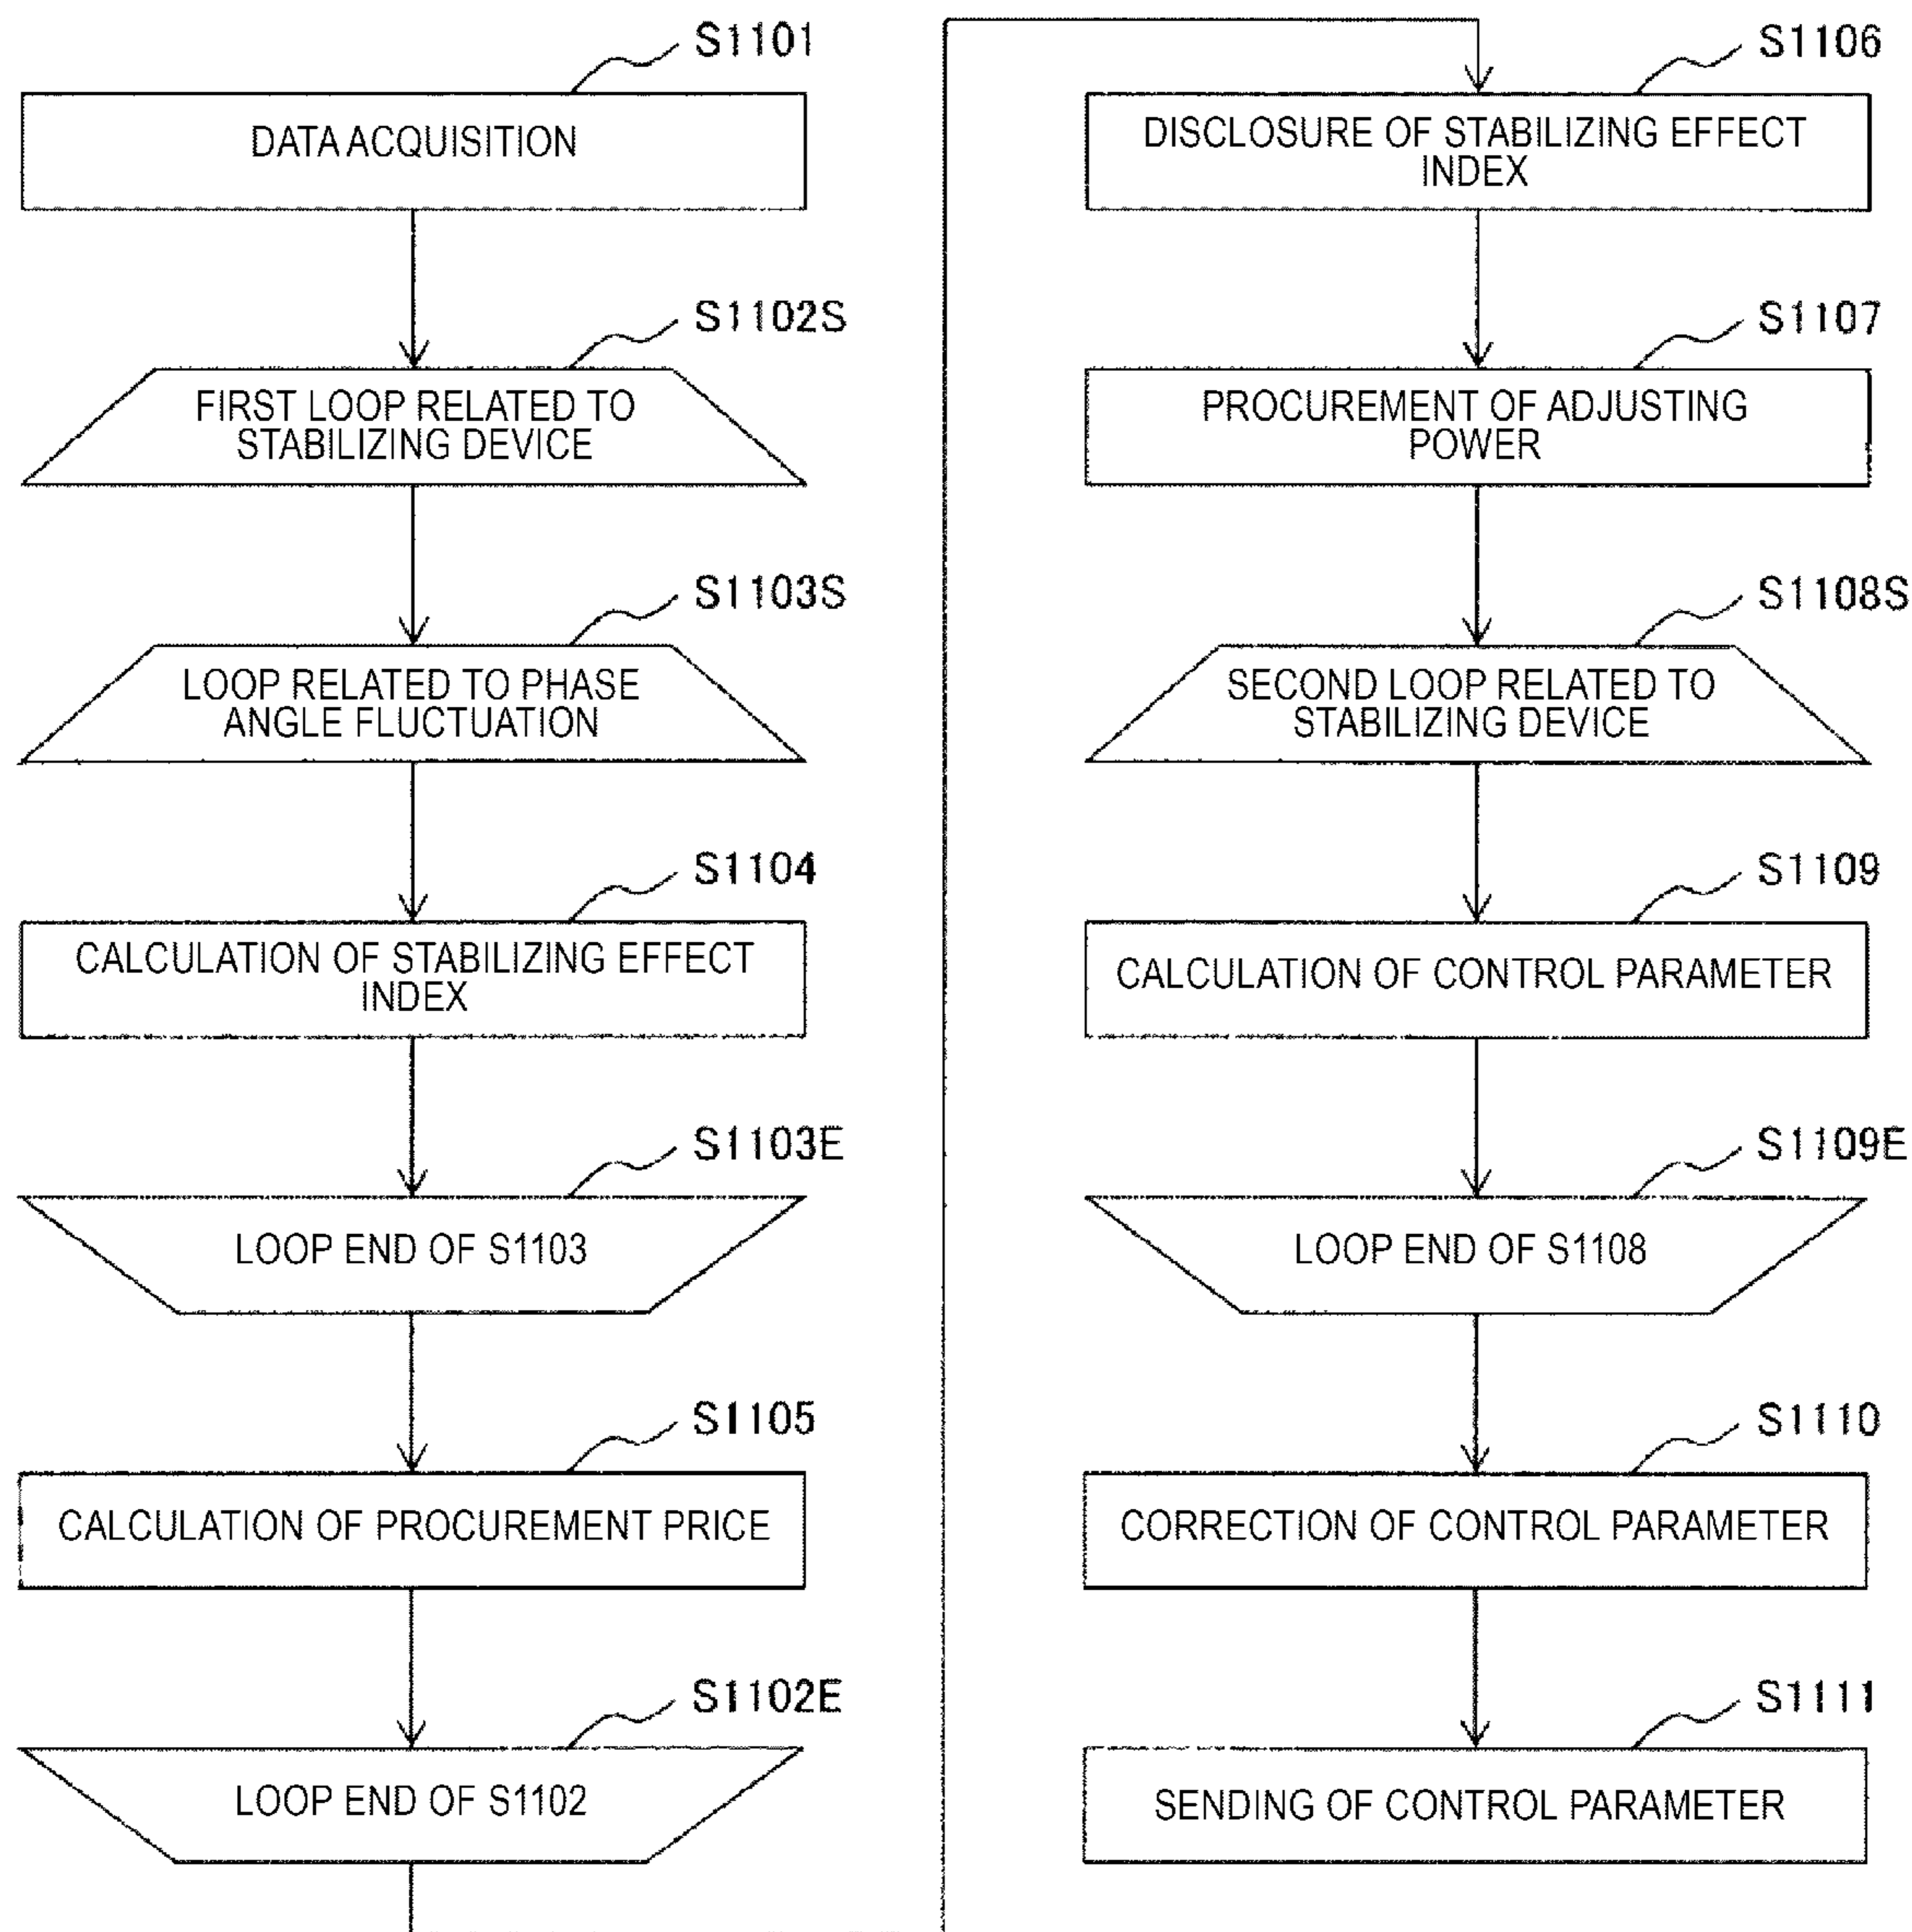 S1101
DATA ACQUISITION
S1102S
FIRST LOOP RELATED TO
STABILIZING DEVICE
S1103S
LOOP RELATED TO PHASE
ANGLE FLUCTUATION
S1104
CALCULATION OF STABILIZING EFFECT
INDEX
S1103E
LOOP END OF S1103
S1105
CALCULATION OF PROCUREMENT PRICE
S1102E
LOOP END OF S1102
S1106
DISCLOSURE OF STABILIZING EFFECT
INDEX
S1107
PROCUREMENT OF ADJUSTING
POWER
S1108S
SECOND LOOP RELATED TO
STABILIZING DEVICE
S1109
CALCULATION OF CONTROL PARAMETER
S1109E
LOOP END OF S1108
S1110
CORRECTION OF CONTROL PARAMETER
S1111
SENDING OF CONTROL PARAMETER